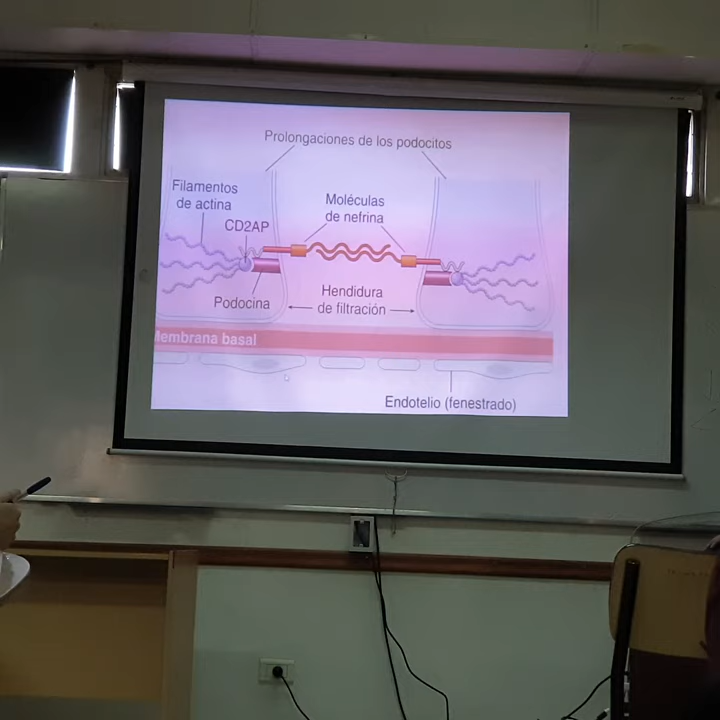 Prolongaciones de los podocitos
Filamentos
de actina
Moléculas
de nefrina
CD2AP
Podocina
Hendidura
de filtración
Membrana basal
Endotelio (fenestrado)